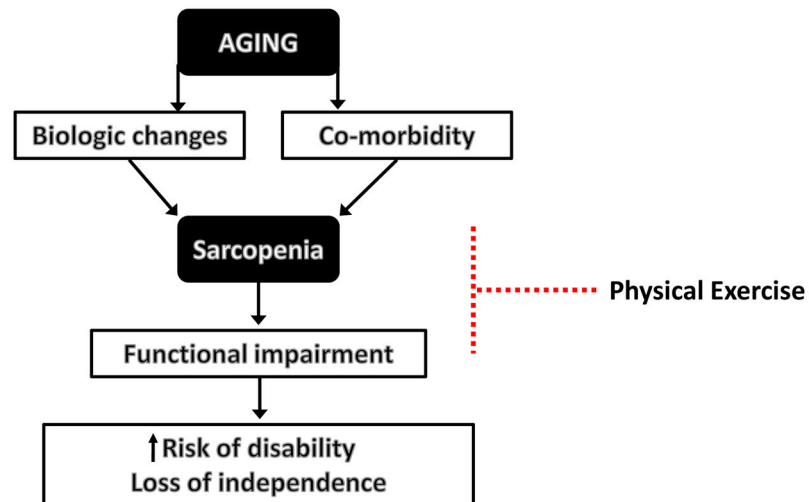 AGING
Biologic changes
Co-morbidity
Sarcopenia
Physical Exercise
Functional impairment
↑Risk of disability
Loss of independence